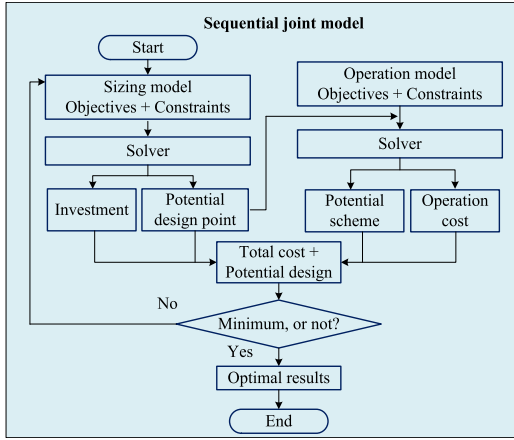 Sequential joint model
Start
Sizing model
Objectives + Constraints
Solver
Investment
Potential
design point
Operation model
Objectives + Constraints
Solver
Potential
scheme
Operation
cost
Total cost +
Potential design
Minimum, or not?
No
Yes
Optimal results
End